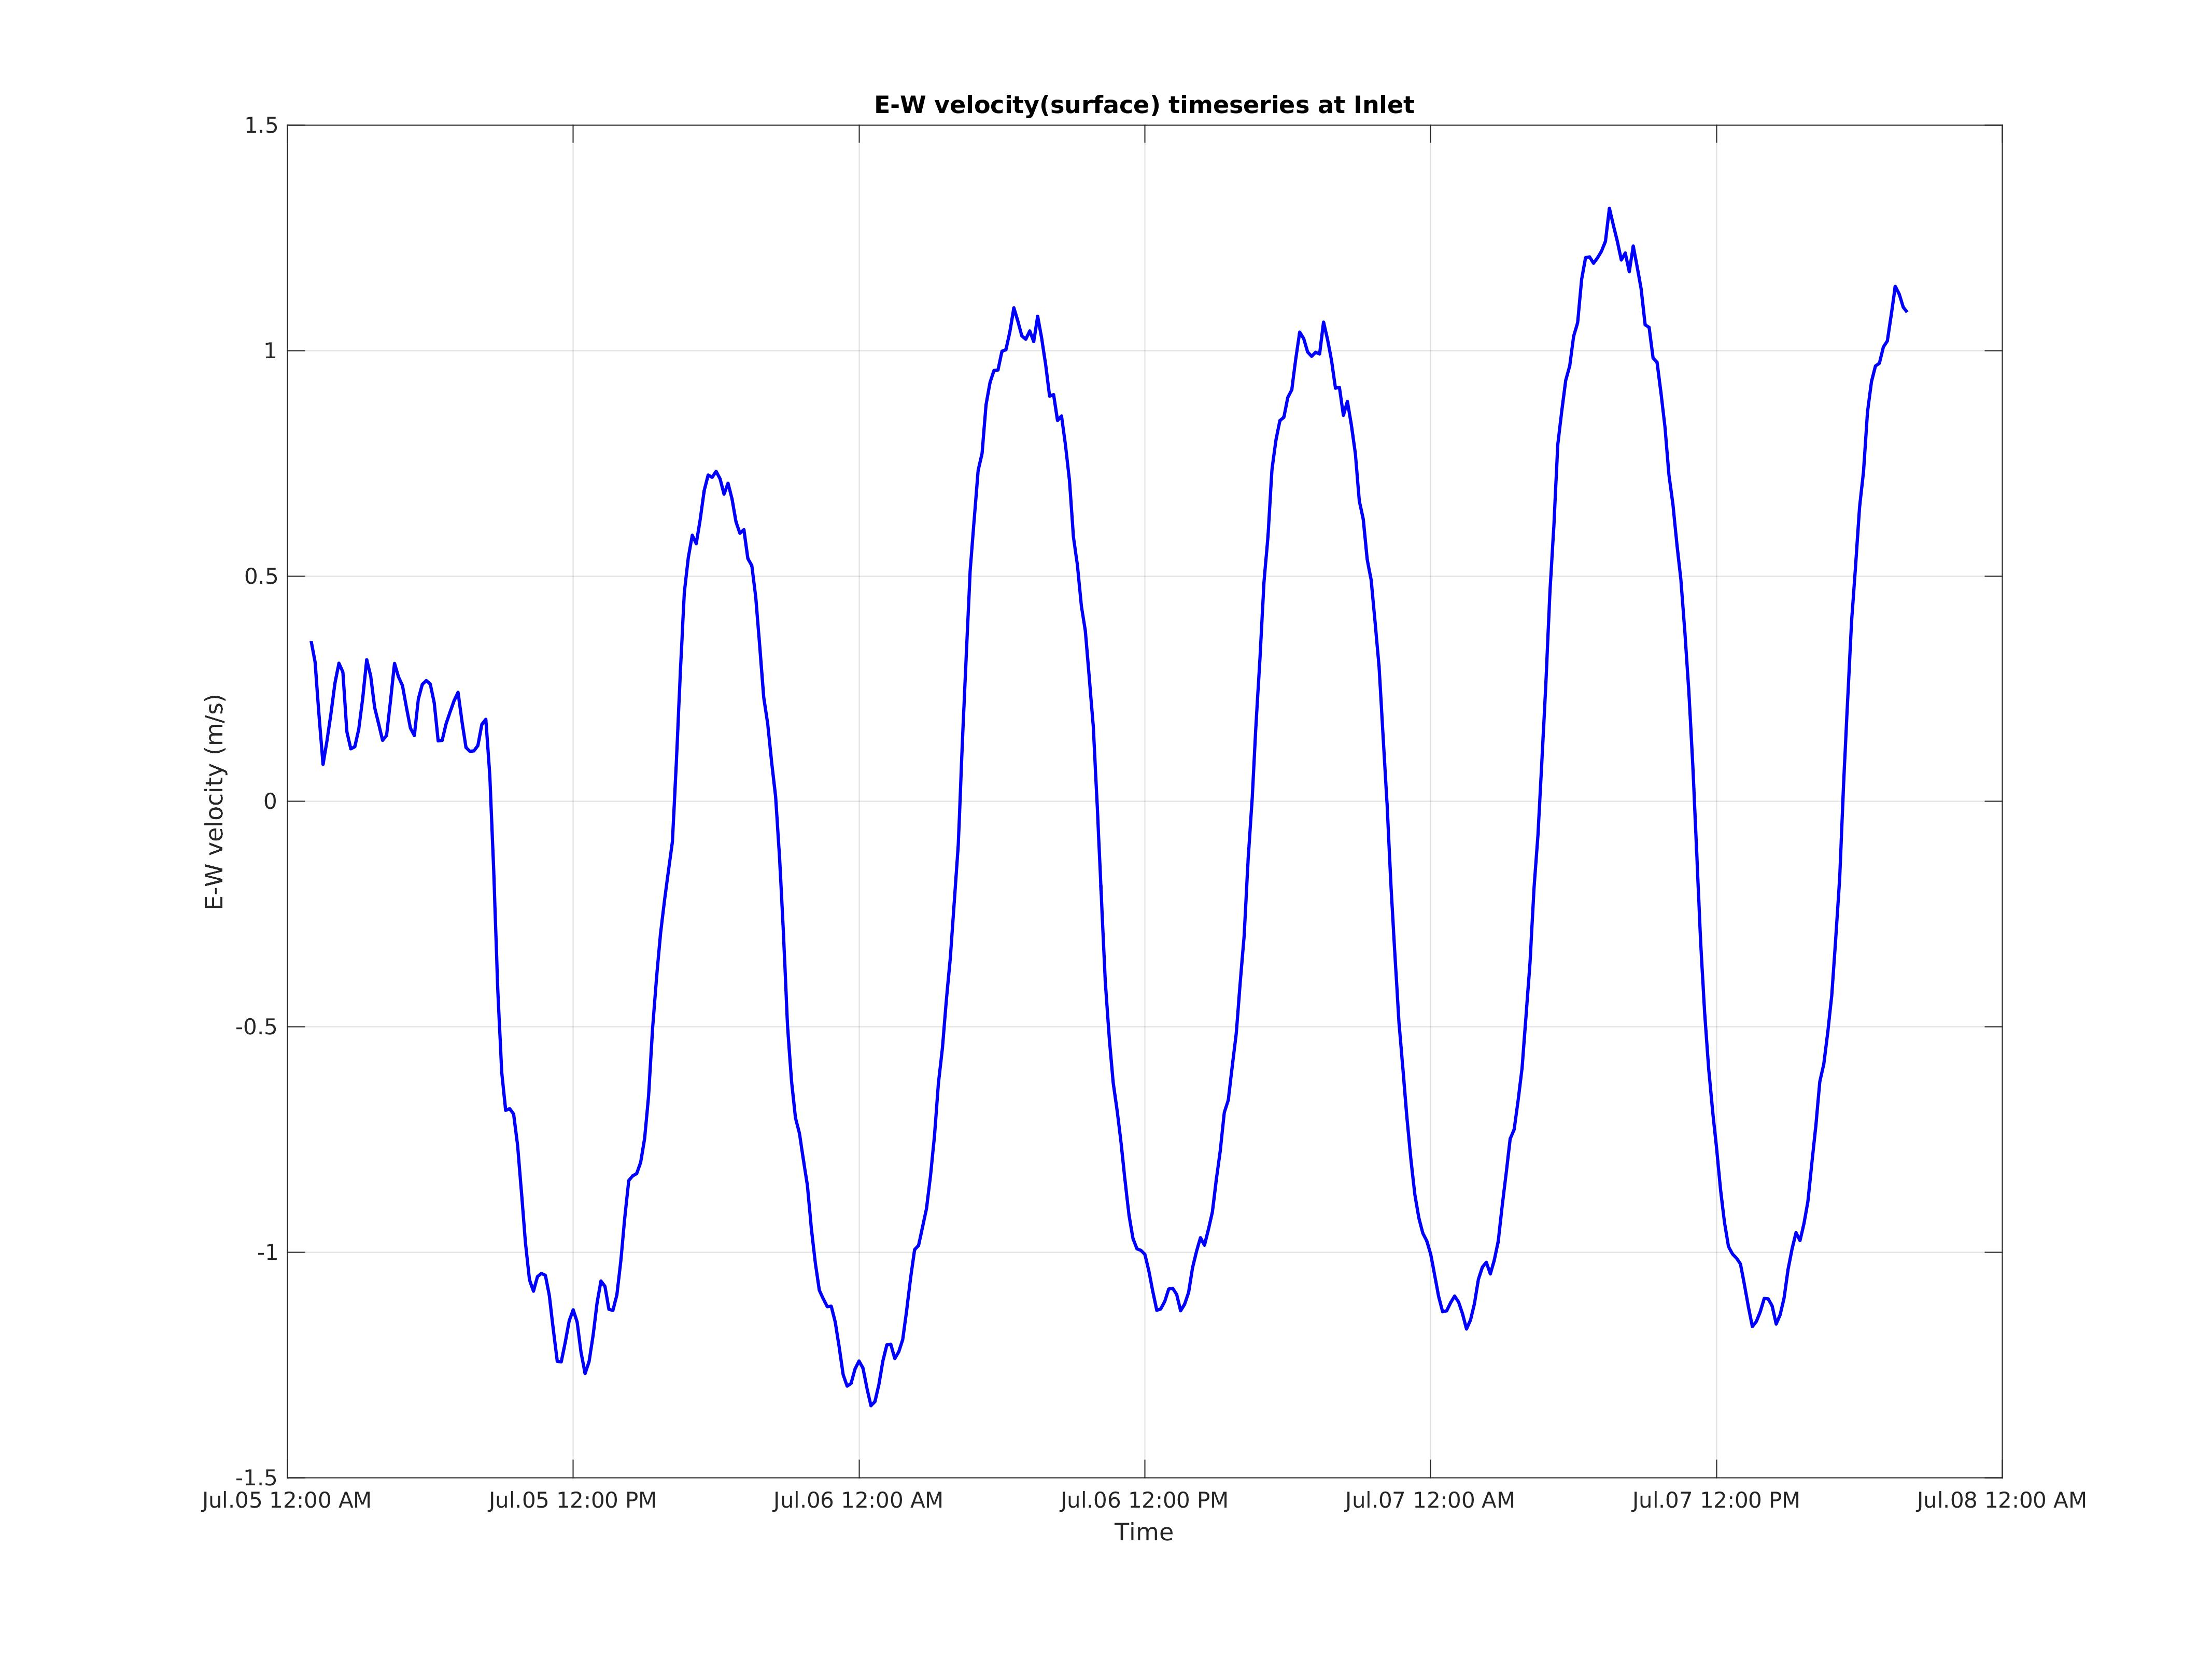 E-W velocity(surface) timeseries at Inlet
1.5
1
0.5
0
-0.5
-1
-1.5
E-W velocity (m/s)
Jul.05 12:00 AM
Jul.05 12:00 PM
Jul.06 12:00 AM
Jul.06 12:00 PM
Jul.07 12:00 AM
Jul.07 12:00 PM
Jul.08 12:00 AM
Time